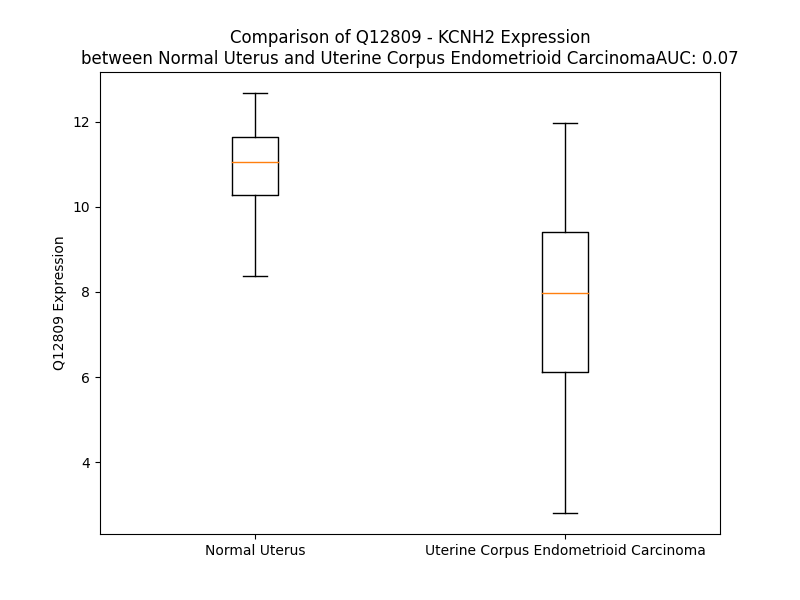 Comparison of Q12809 - KCNH2 Expression
between Normal Uterus and Uterine Corpus Endometrioid CarcinomaAUC: 0.07
12
10
8
6
4
Q12809 Expression
Normal Uterus
Uterine Corpus Endometrioid Carcinoma